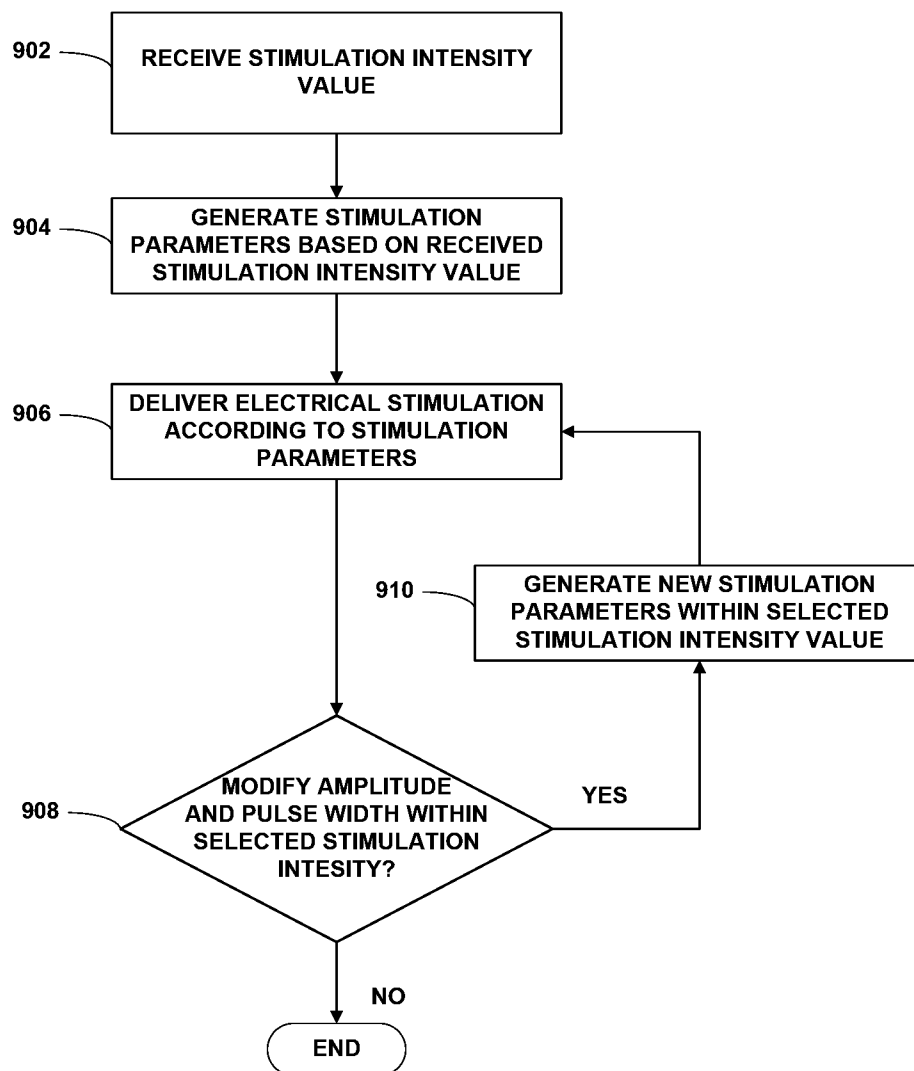 902
RECEIVE STIMULATION INTENSITY
VALUE
904
GENERATE STIMULATION
PARAMETERS BASED ON RECEIVED
STIMULATION INTENSITY VALUE
906
DELIVER ELECTRICAL STIMULATION
ACCORDING TO STIMULATION
PARAMETERS
910
GENERATE NEW STIMULATION
PARAMETERS WITHIN SELECTED
STIMULATION INTENSITY VALUE
908
MODIFY AMPLITUDE
AND PULSE WIDTH WITHIN
SELECTED STIMULATION
INTESITY?
YES
NO
END